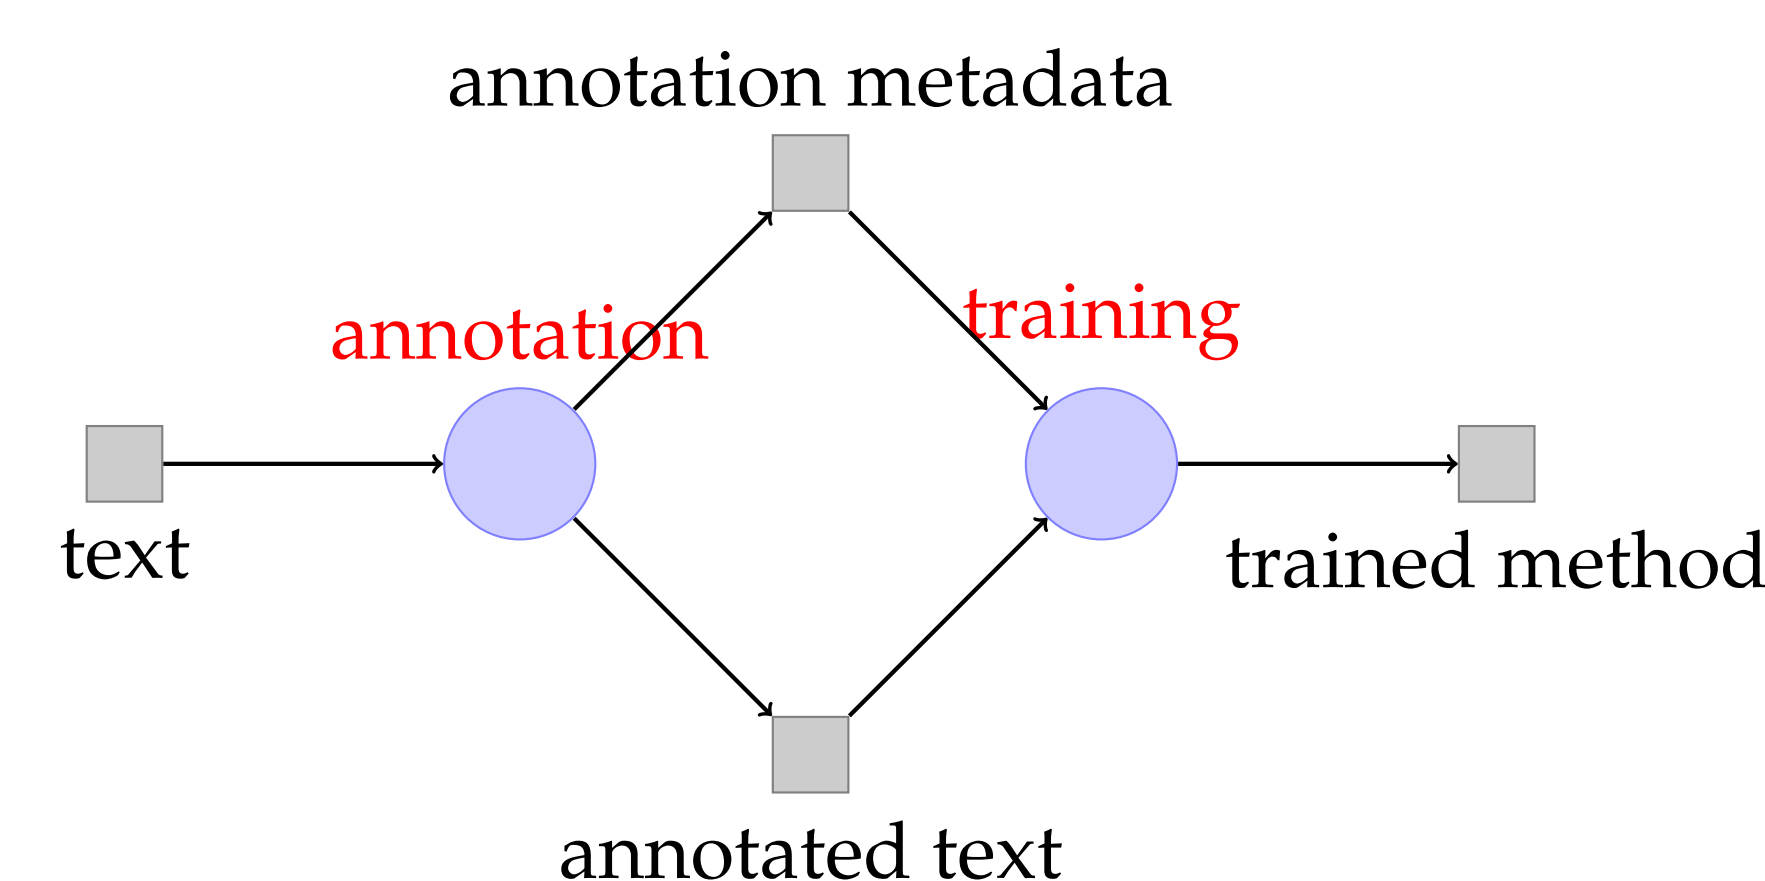 annotation metadata
training
annotation
text
trained method
annotated text